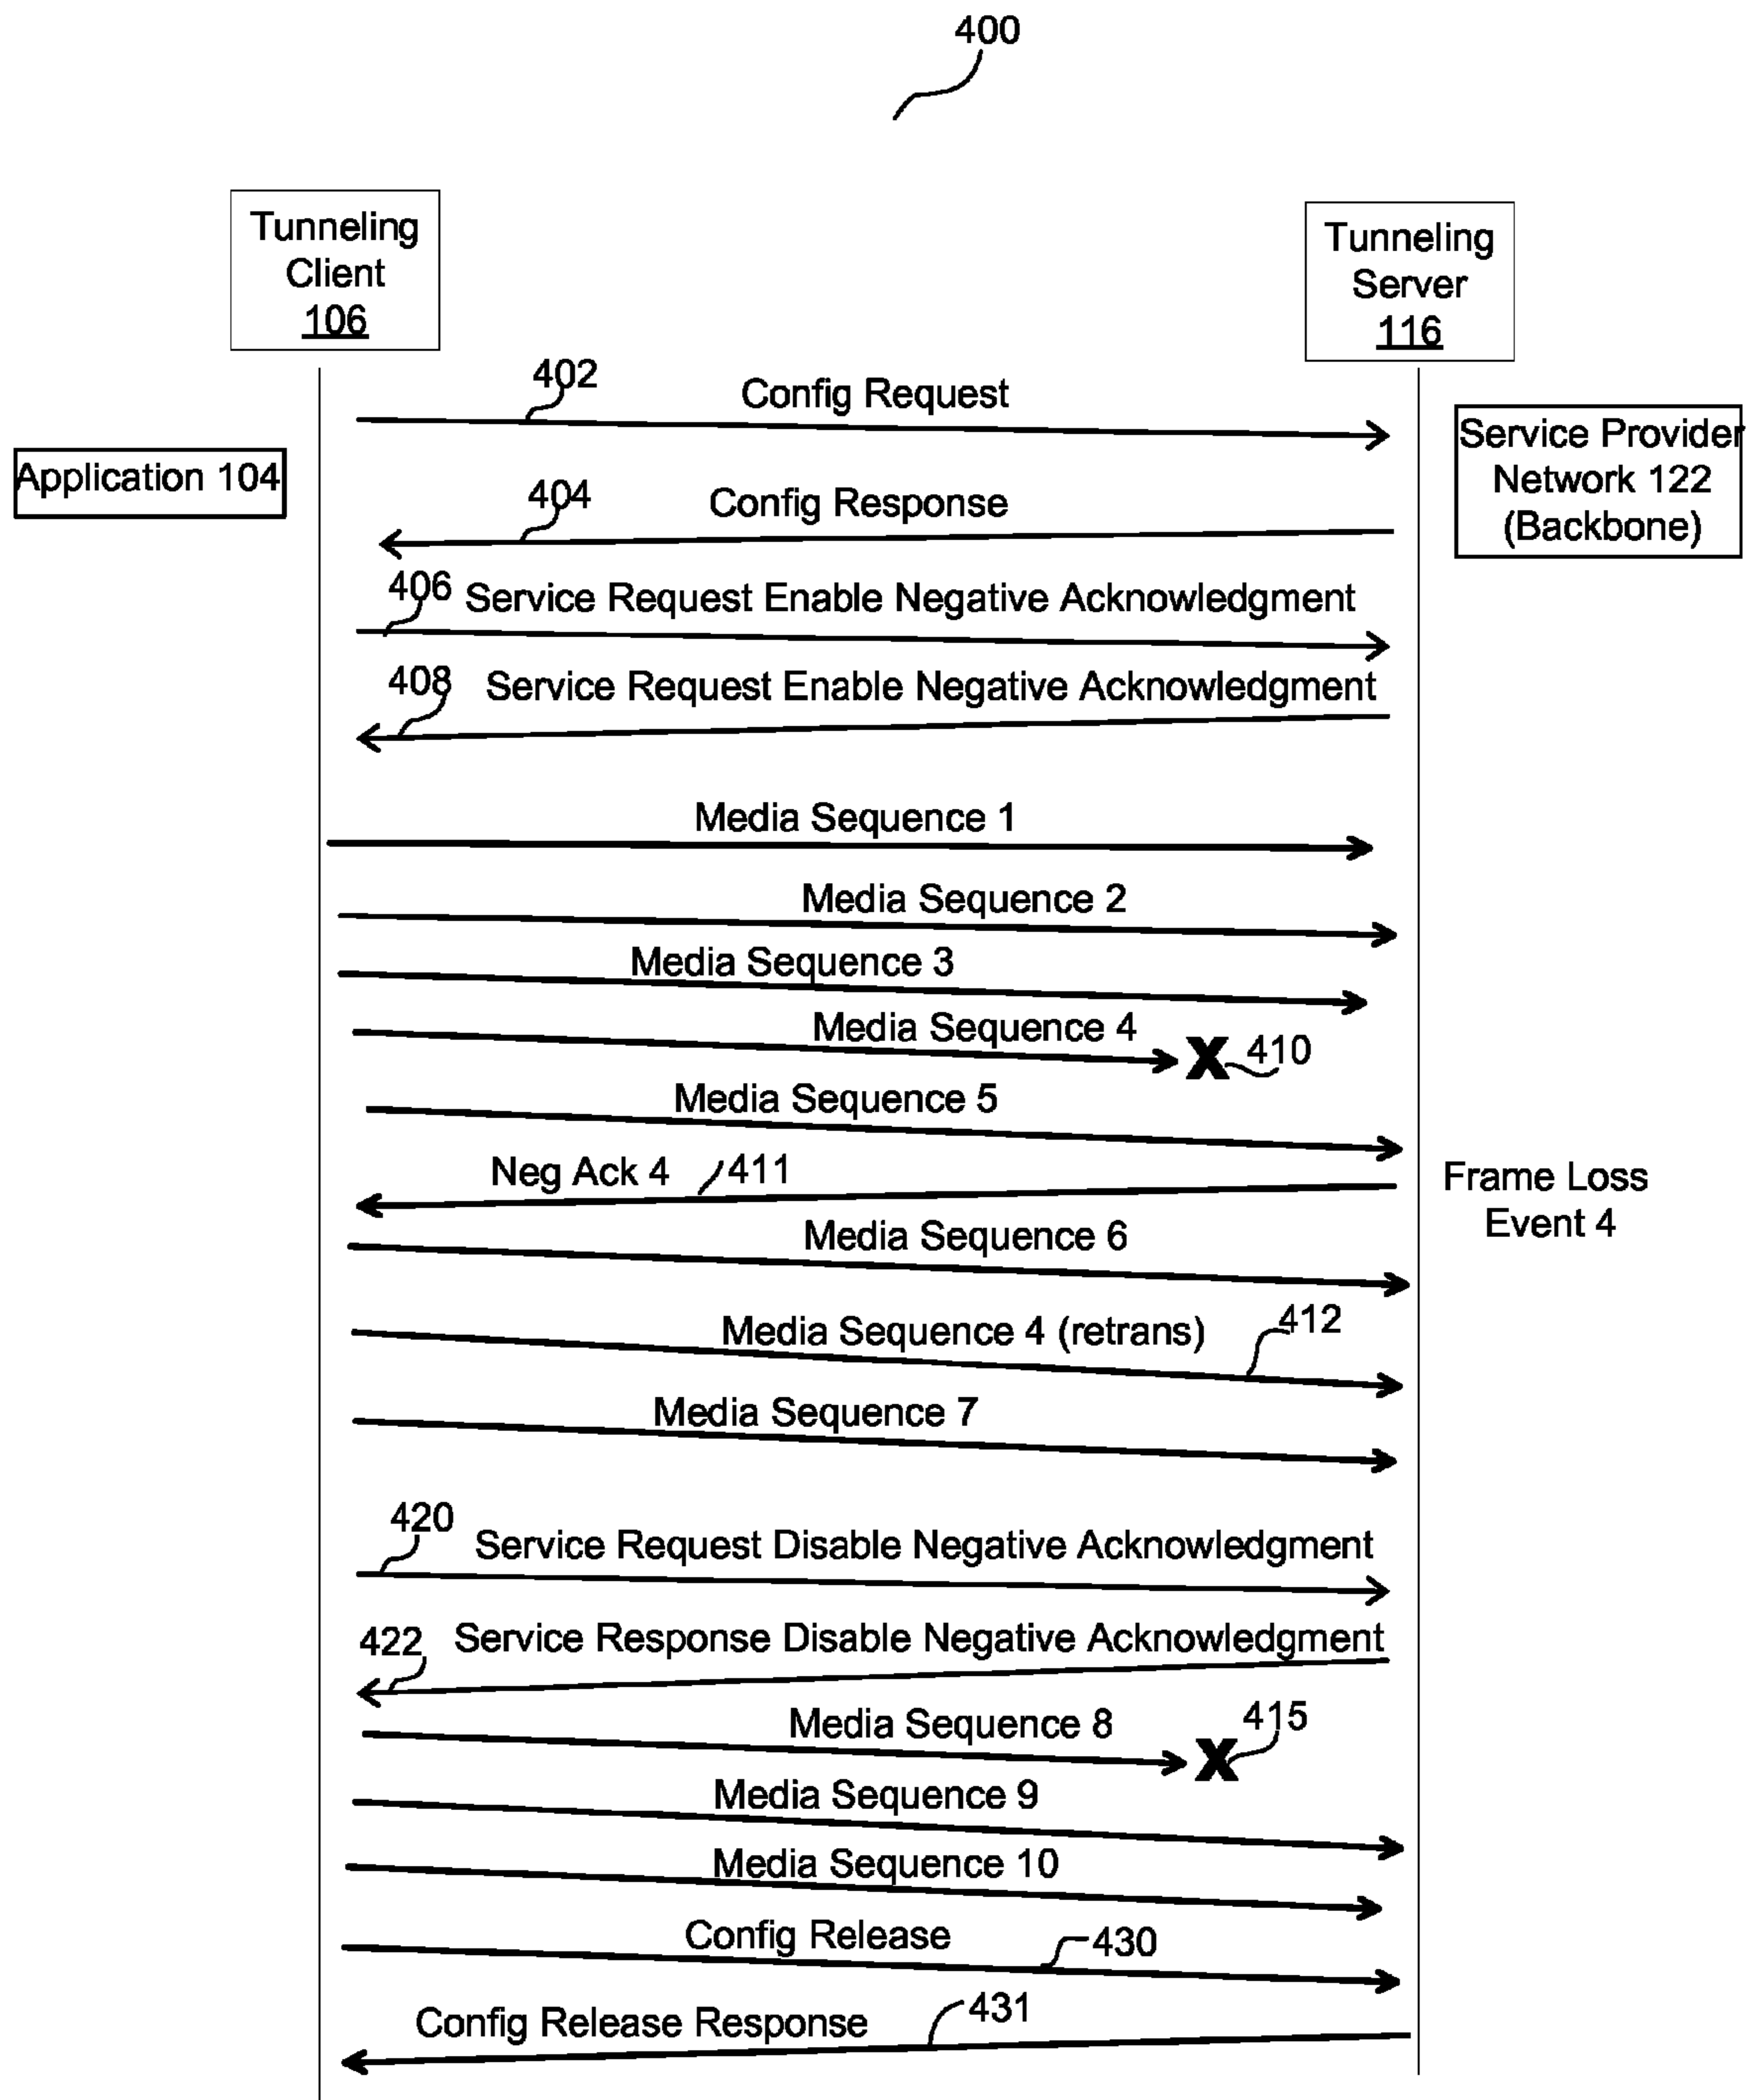 400
Tunneling
Client
106
Tunneling
Server
116
402
Config Request
Application 104
Service Provider
Network 122
(Backbone)
404
Config Response
406 Service Request Enable Negative Acknowledgment
408 Service Request Enable Negative Acknowledgment
Media Sequence 1
Media Sequence 2
Media Sequence 3
Media Sequence 4
X 410
Media Sequence 5
Neg Ack 4 411
Frame Loss
Event 4
Media Sequence 6
Media Sequence 4 (retrans) 412
Media Sequence 7
420
Service Request Disable Negative Acknowledgment
422 Service Response Disable Negative Acknowledgment
Media Sequence 8
X 415
Media Sequence 9
Media Sequence 10
Config Release 430
Config Release Response 431